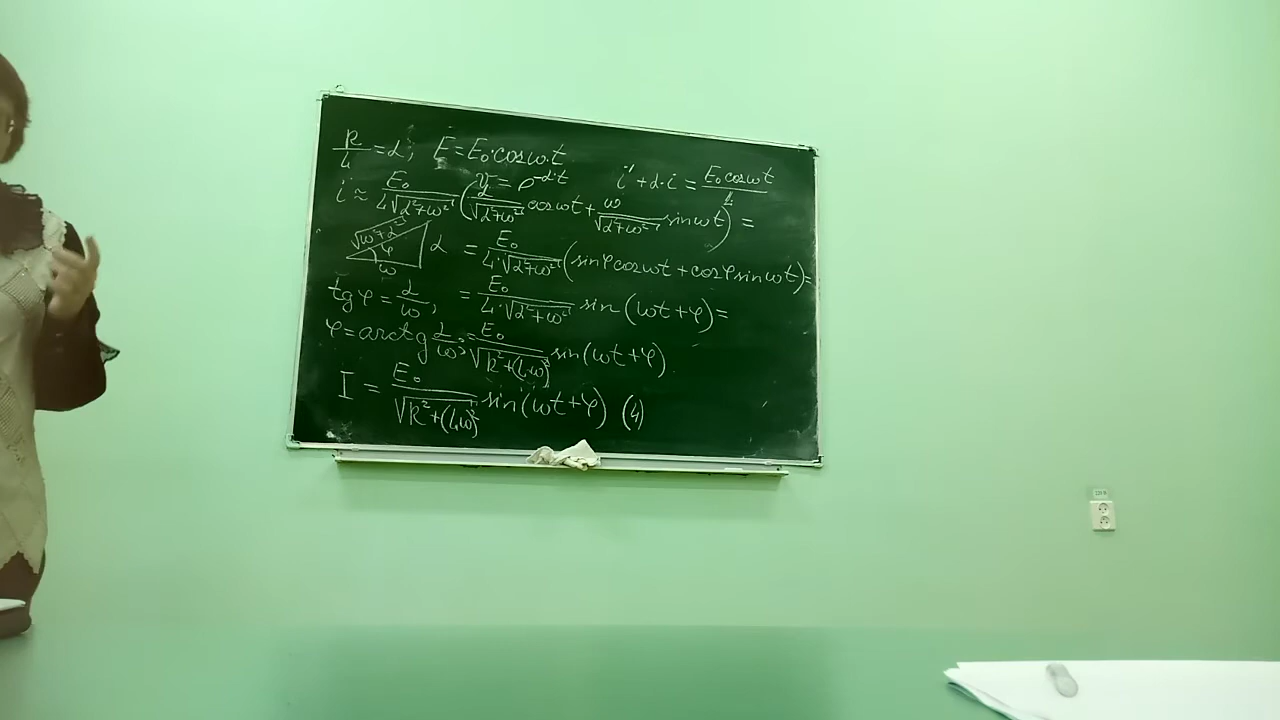 R/L = α; E = E₀·cosω·t
y = e^(-α·t) i' + α·i = E₀cosωt/L
i ≈ E₀/(L√(α²+ω²)) (α/√(α²+ω²) cosωt + ω/√(α²+ω²) sinωt) =
√(ω²+α²) φ α ω = E₀/(L·√(α²+ω²)) (sinφcosωt + cosφsinωt) =
tgφ = α/ω, = E₀/(L·√(α²+ω²)) sin(ωt+φ) =
φ = arctg α/ω; = E₀/√(R²+(Lω)²) sin(ωt+φ).
I = E₀/√(R²+(Lω)²) sin(ωt+φ) (4)